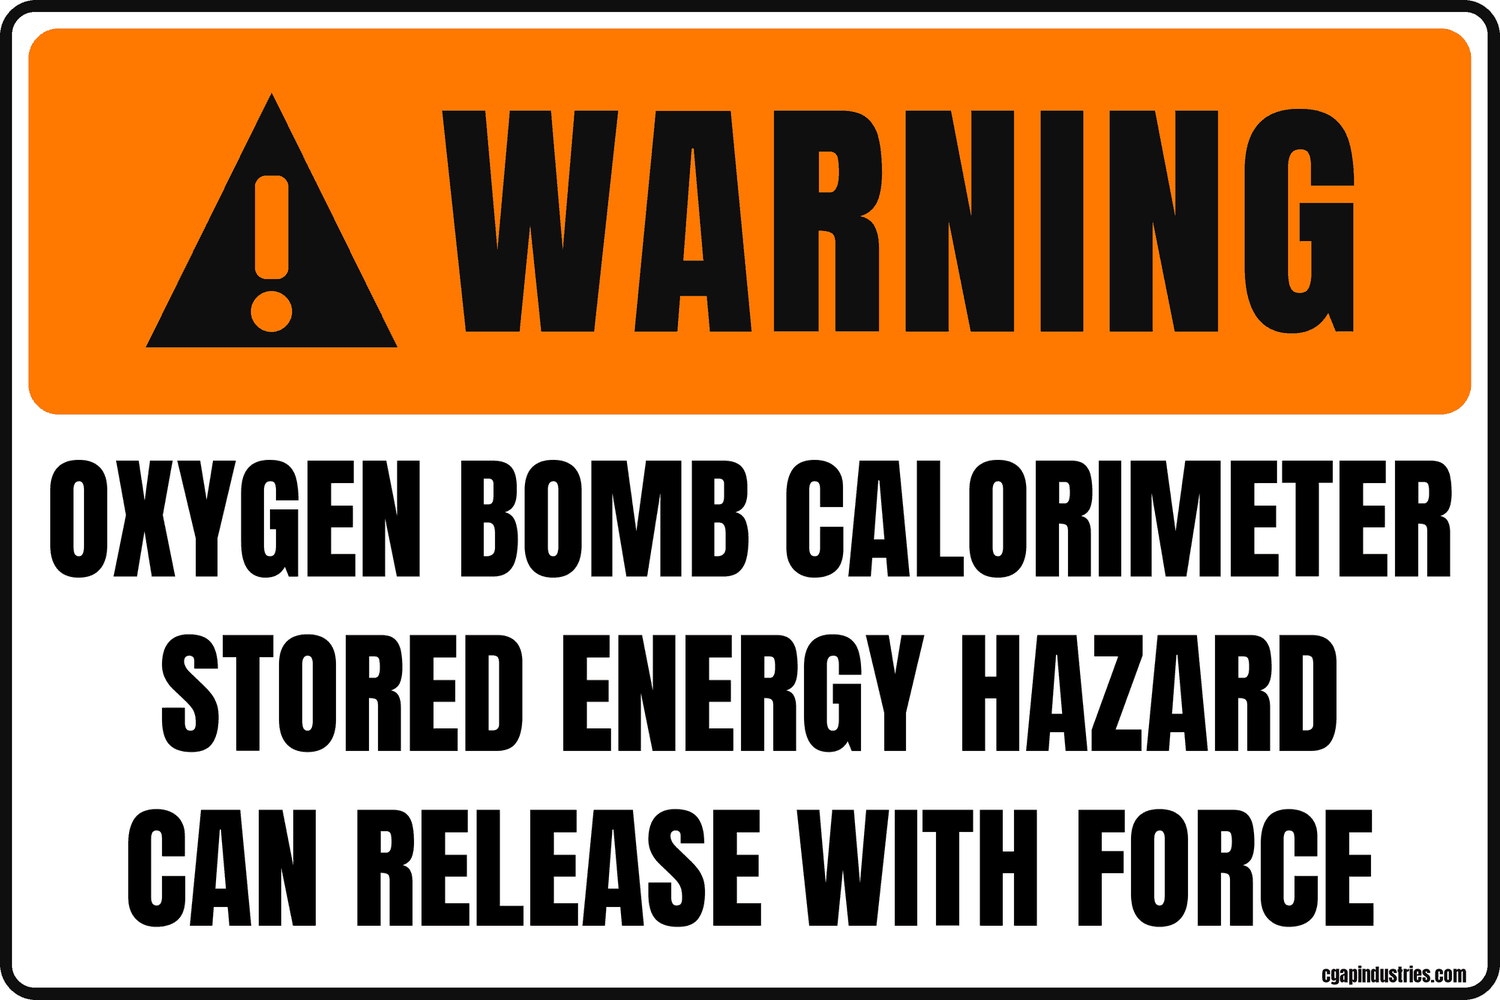 WARNING
OXYGEN BOMB CALORIMETER
STORED ENERGY HAZARD
CAN RELEASE WITH FORCE
cgapindustries.com